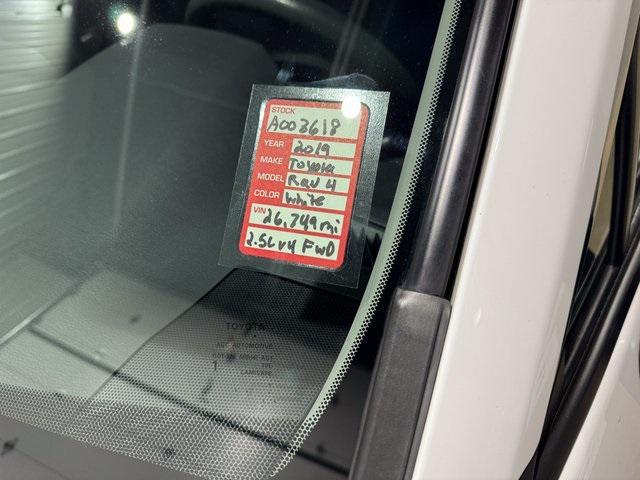 STOCK
A003618
YEAR 2019
MAKE TOYOTA
MODEL Rav 4
COLOR White
VIN 26,749 mi
2.5L v4 FWD
TOYOTA